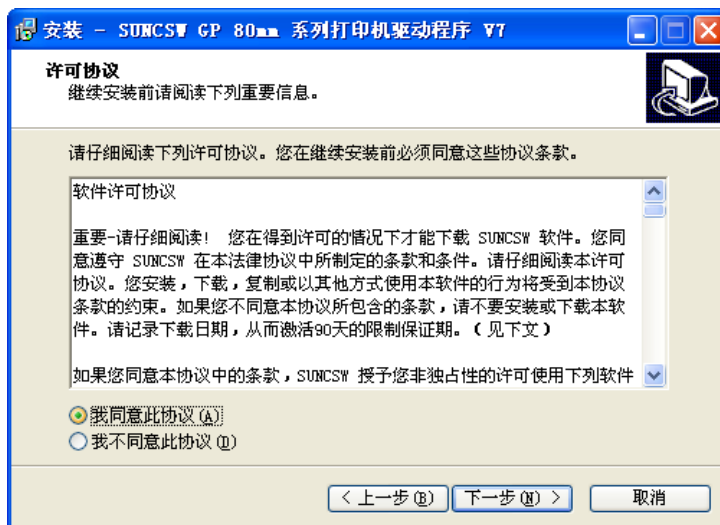 安装 - SUNCSW GP 80mm 系列打印机驱动程序 V7
许可协议
继续安装前请阅读下列重要信息。
请仔细阅读下列许可协议。您在继续安装前必须同意这些协议条款。
软件许可协议
重要-请仔细阅读! 您在得到许可的情况下才能下载 SUNCSW 软件。您同
意遵守 SUNCSW 在本法律协议中所制定的条款和条件。请仔细阅读本许可
协议。您安装，下载，复制或以其他方式使用本软件的行为将受到本协议
条款的约束。如果您不同意本协议所包含的条款，请不要安装或下载本软
件。请记录下载日期，从而激活90天的限制保证期。（见下文）
如果您同意本协议中的条款，SUNCSW 授予您非独占性的许可使用下列软件
我同意此协议(A)
我不同意此协议(D)
< 上一步(B)
下一步(N) >
取消